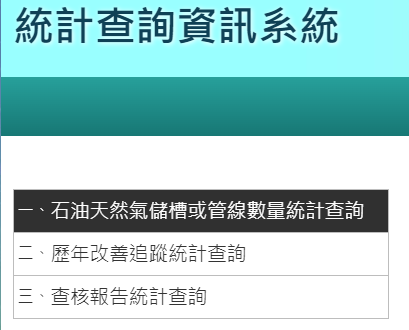 統計查詢資訊系統
一、石油天然氣儲槽或管線數量統計查詢
二、歷年改善追蹤統計查詢
三、查核報告統計查詢